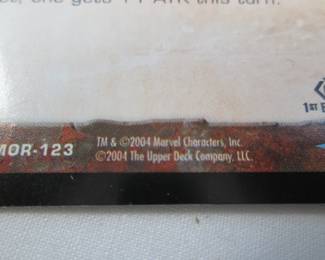 one gets +1 ATK this turn.
1ST
MOR-123
TM & ©2004 Marvel Characters, Inc.
©2004 The Upper Deck Company, LLC.